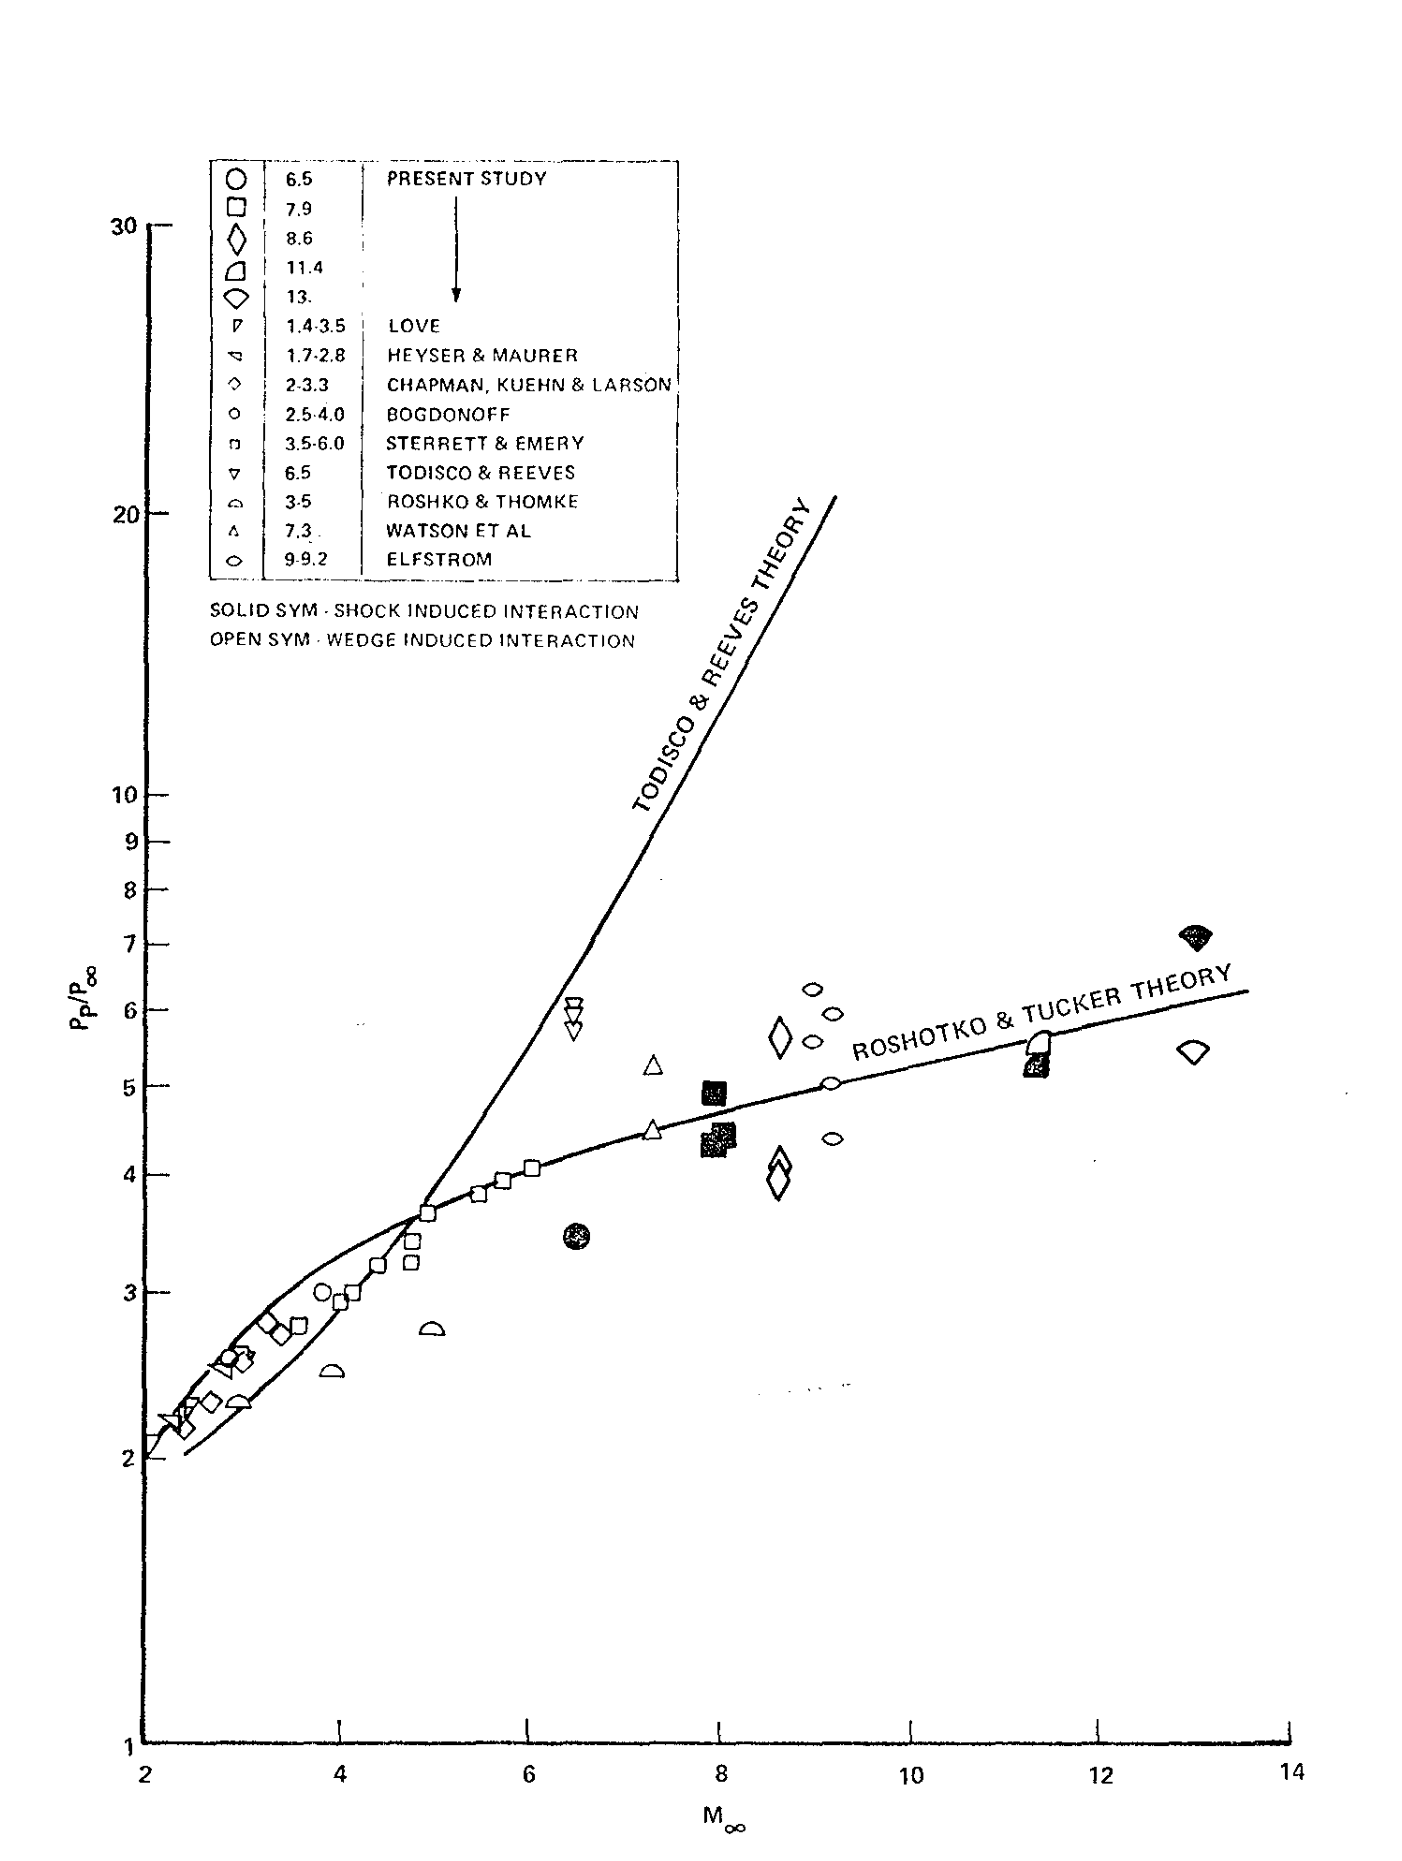 6.5 PRESENT STUDY
7.9
8.6
11.4
13.
1.4-3.5 LOVE
1.7-2.8 HEYSER & MAURER
2-3.3 CHAPMAN, KUEHN & LARSON
2.5-4.0 BOGDONOFF
3.5-6.0 STERRETT & EMERY
6.5 TODISCO & REEVES
3-5 ROSHKO & THOMKE
7.3 WATSON ET AL
9-9.2 ELFSTROM
SOLID SYM - SHOCK INDUCED INTERACTION
OPEN SYM - WEDGE INDUCED INTERACTION
30
20
10
9
8
7
6
5
4
3
2
1
P_P/P_∞
TODISCO & REEVES THEORY
ROSHOTKO & TUCKER THEORY
2 4 6 8 10 12 14
M_∞